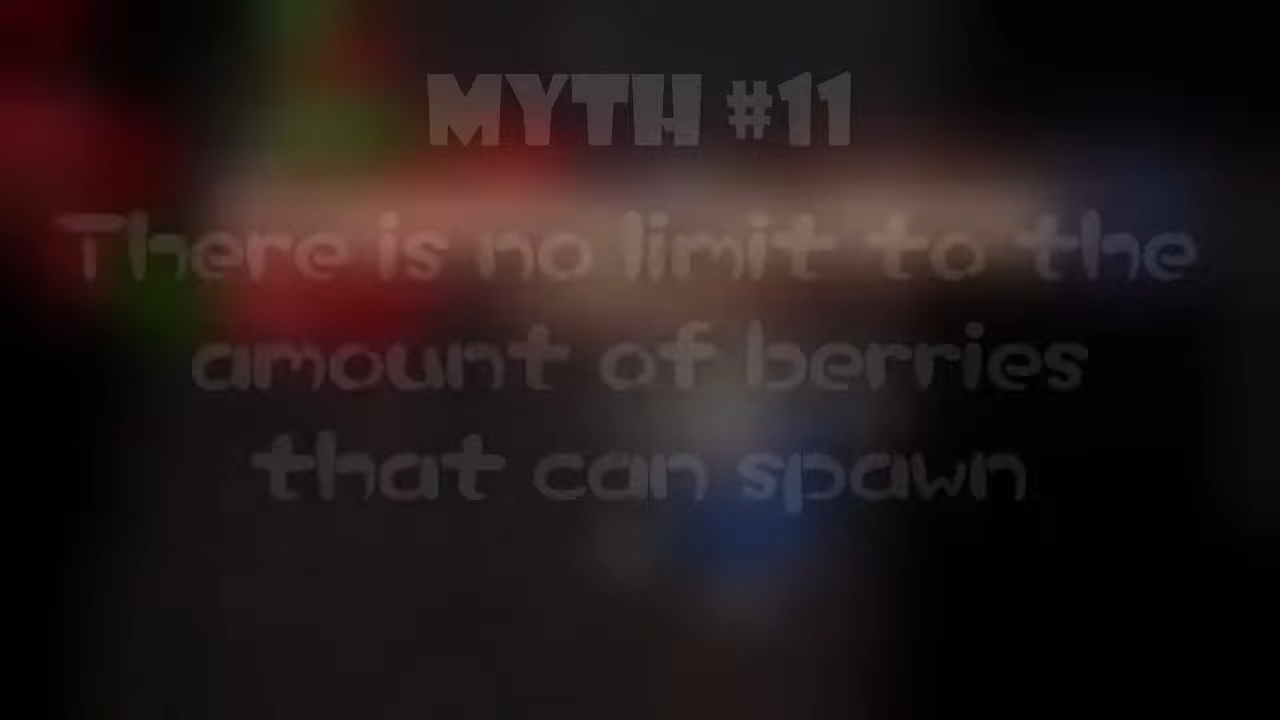 MYTH #11
There is no limit to the
amount of berries
that can spawn